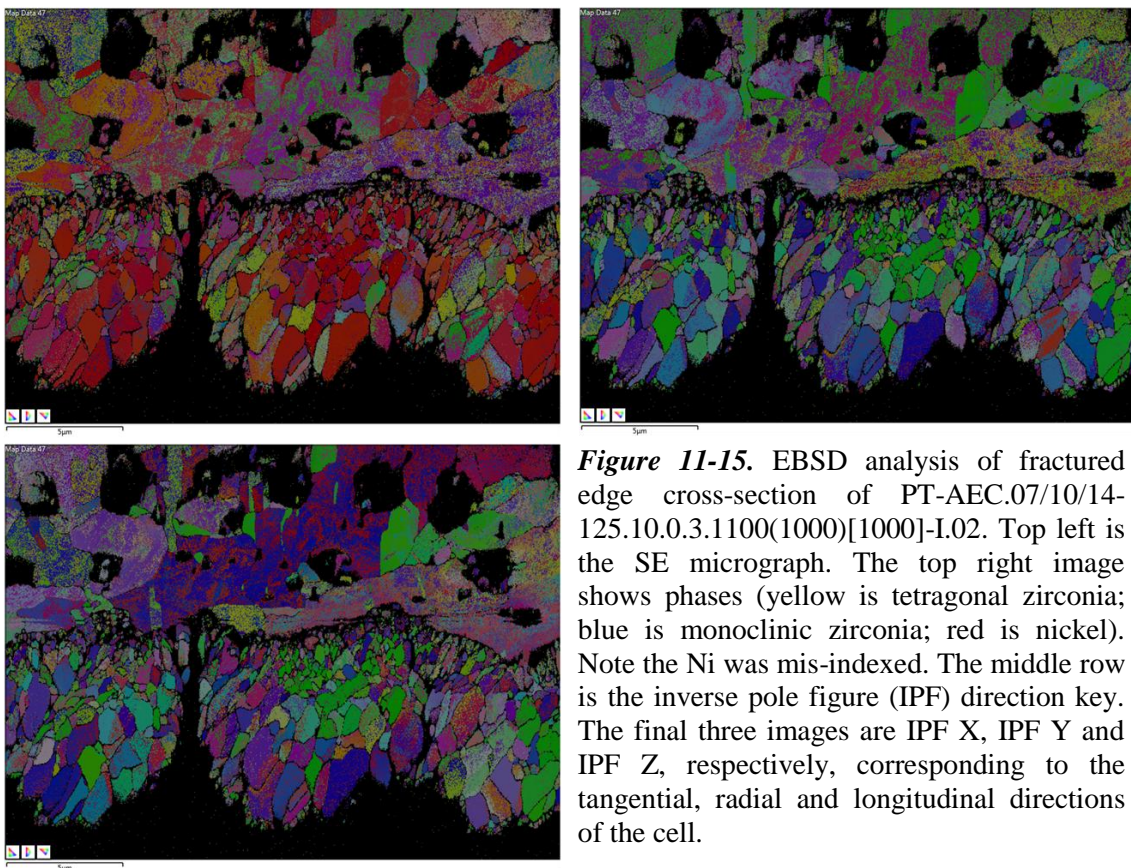 Map Data 47
Map Data 47
5µm
5µm
Map Data 47
5µm
Figure 11-15. EBSD analysis of fractured
edge cross-section of PT-AEC.07/10/14-
125.10.0.3.1100(1000)[1000]-I.02. Top left is
the SE micrograph. The top right image
shows phases (yellow is tetragonal zirconia;
blue is monoclinic zirconia; red is nickel).
Note the Ni was mis-indexed. The middle row
is the inverse pole figure (IPF) direction key.
The final three images are IPF X, IPF Y and
IPF Z, respectively, corresponding to the
tangential, radial and longitudinal directions
of the cell.